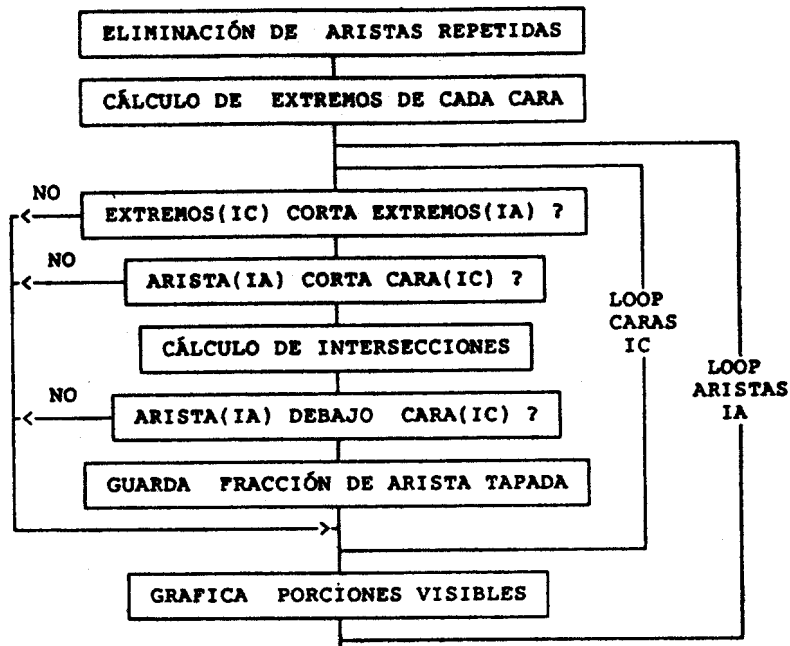 ELIMINACIÓN DE ARISTAS REPETIDAS
CÁLCULO DE EXTREMOS DE CADA CARA
NO
EXTREMOS(IC) CORTA EXTREMOS(IA) ?
NO
ARISTA(IA) CORTA CARA(IC) ?
CÁLCULO DE INTERSECCIONES
NO
ARISTA(IA) DEBAJO CARA(IC) ?
GUARDA FRACCIÓN DE ARISTA TAPADA
GRAFICA PORCIONES VISIBLES
LOOP
CARAS
IC
LOOP
ARISTAS
IA